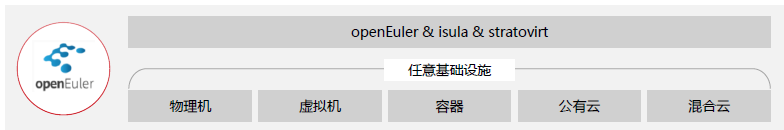 openEuler
openEuler & isula & stratovirt
任意基础设施
物理机
虚拟机
容器
公有云
混合云